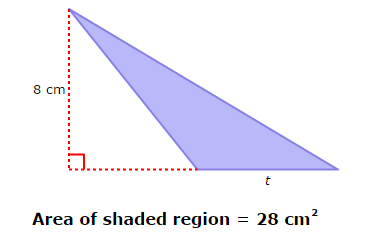 8 cm
t
Area of shaded region = 28 cm²